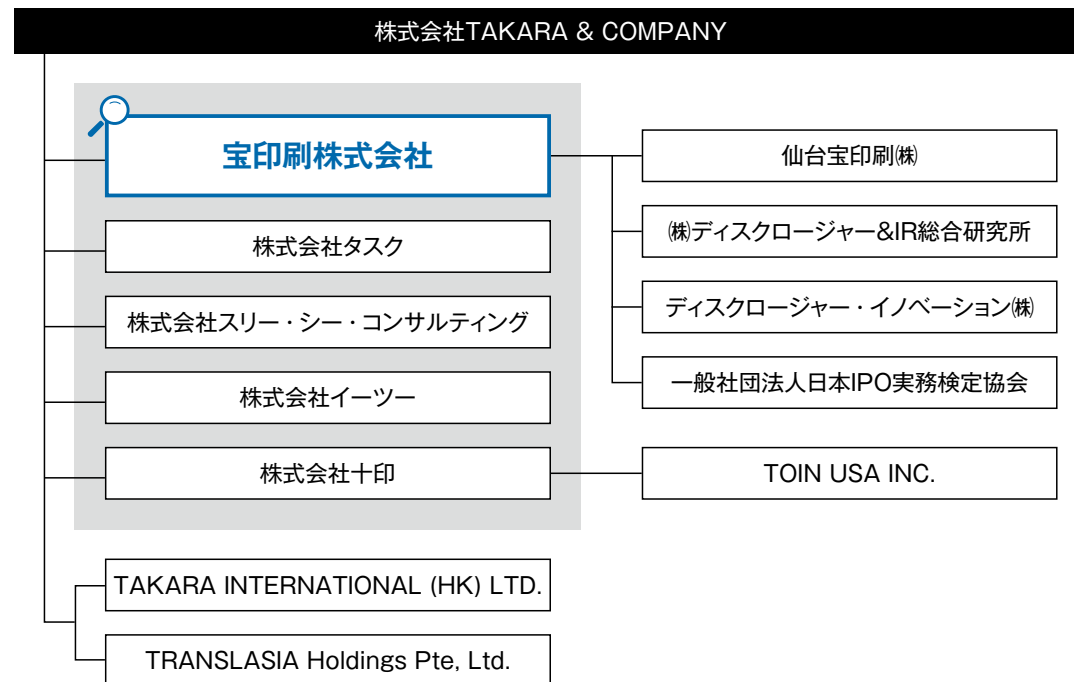 株式会社TAKARA & COMPANY
宝印刷株式会社
仙台宝印刷㈱
株式会社タスク
㈱ディスクロージャー&IR総合研究所
株式会社スリー・シー・コンサルティング
ディスクロージャー・イノベーション㈱
株式会社イーツー
一般社団法人日本IPO実務検定協会
株式会社十印
TOIN USA INC.
TAKARA INTERNATIONAL (HK) LTD.
TRANSLASIA Holdings Pte, Ltd.